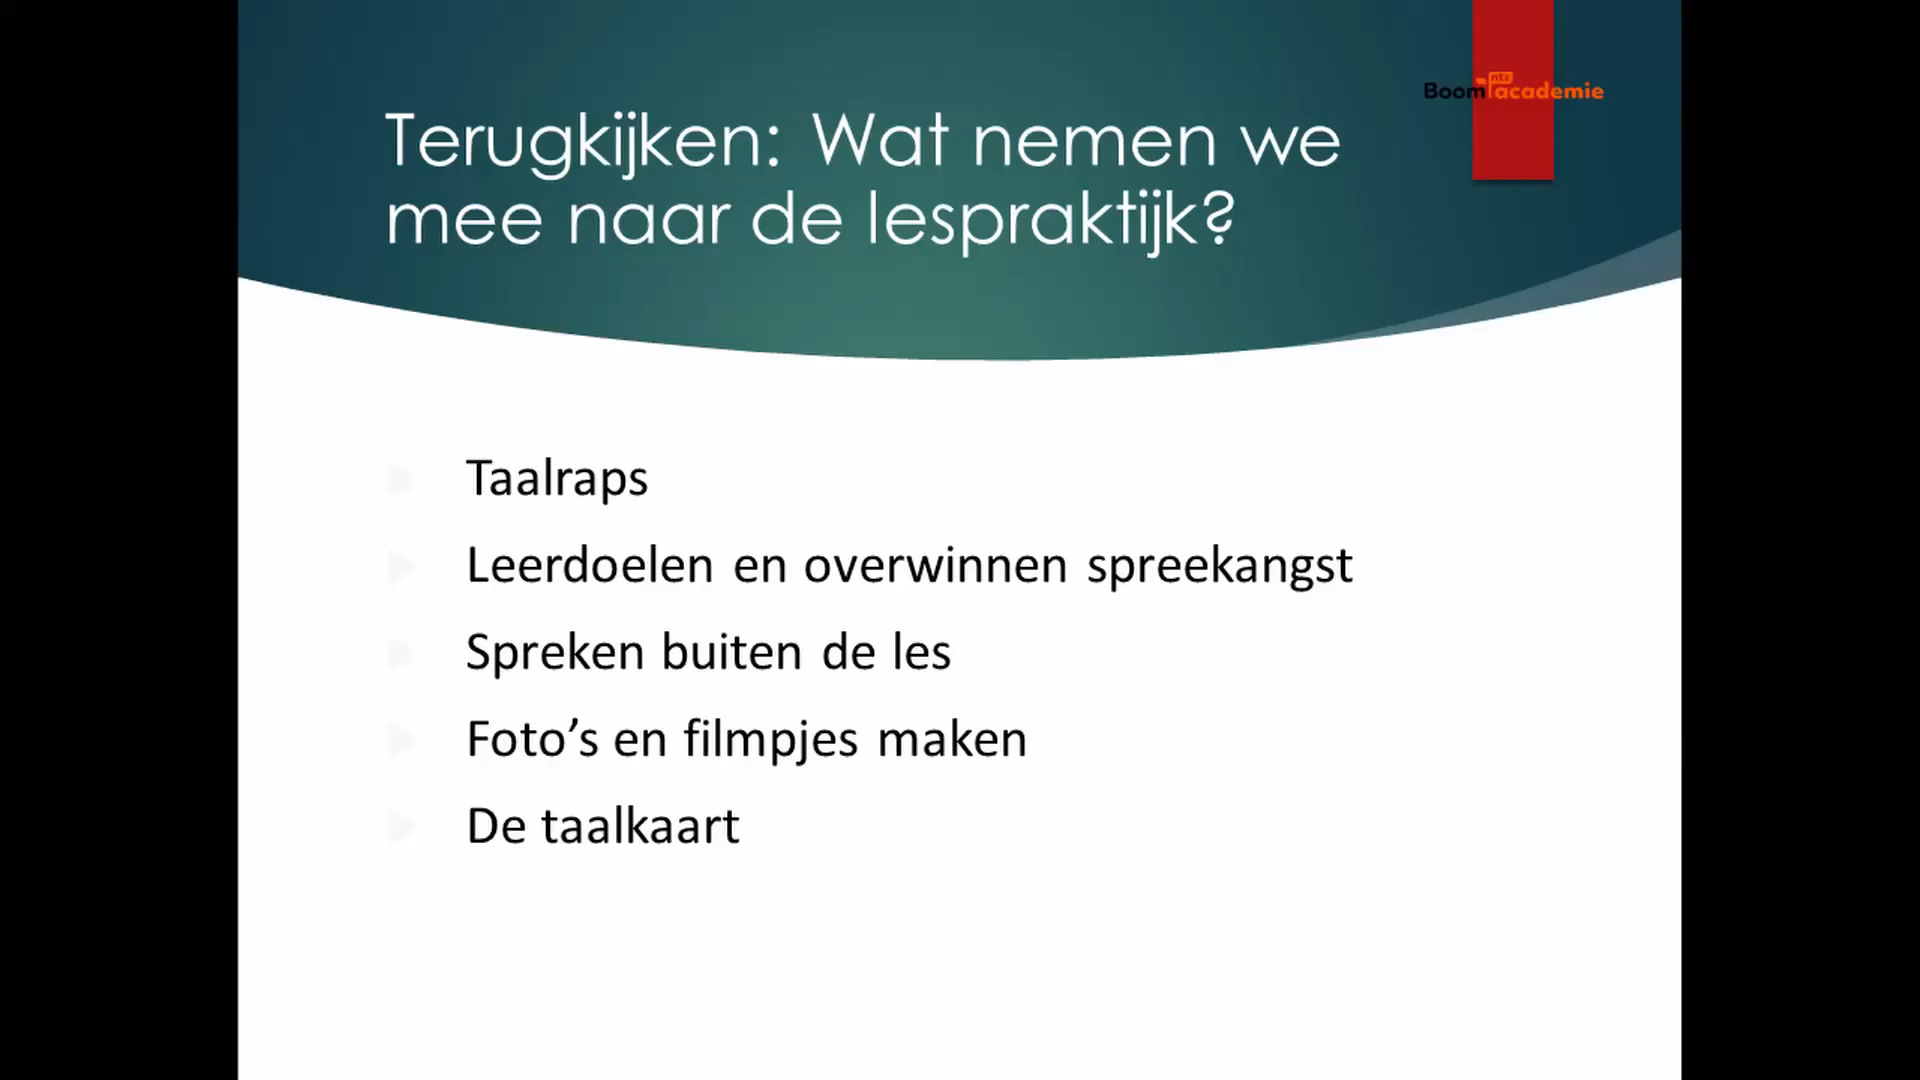 Boom nt2 academie
Terugkijken: Wat nemen we
mee naar de lespraktijk?
Taalraps
Leerdoelen en overwinnen spreekangst
Spreken buiten de les
Foto’s en filmpjes maken
De taalkaart